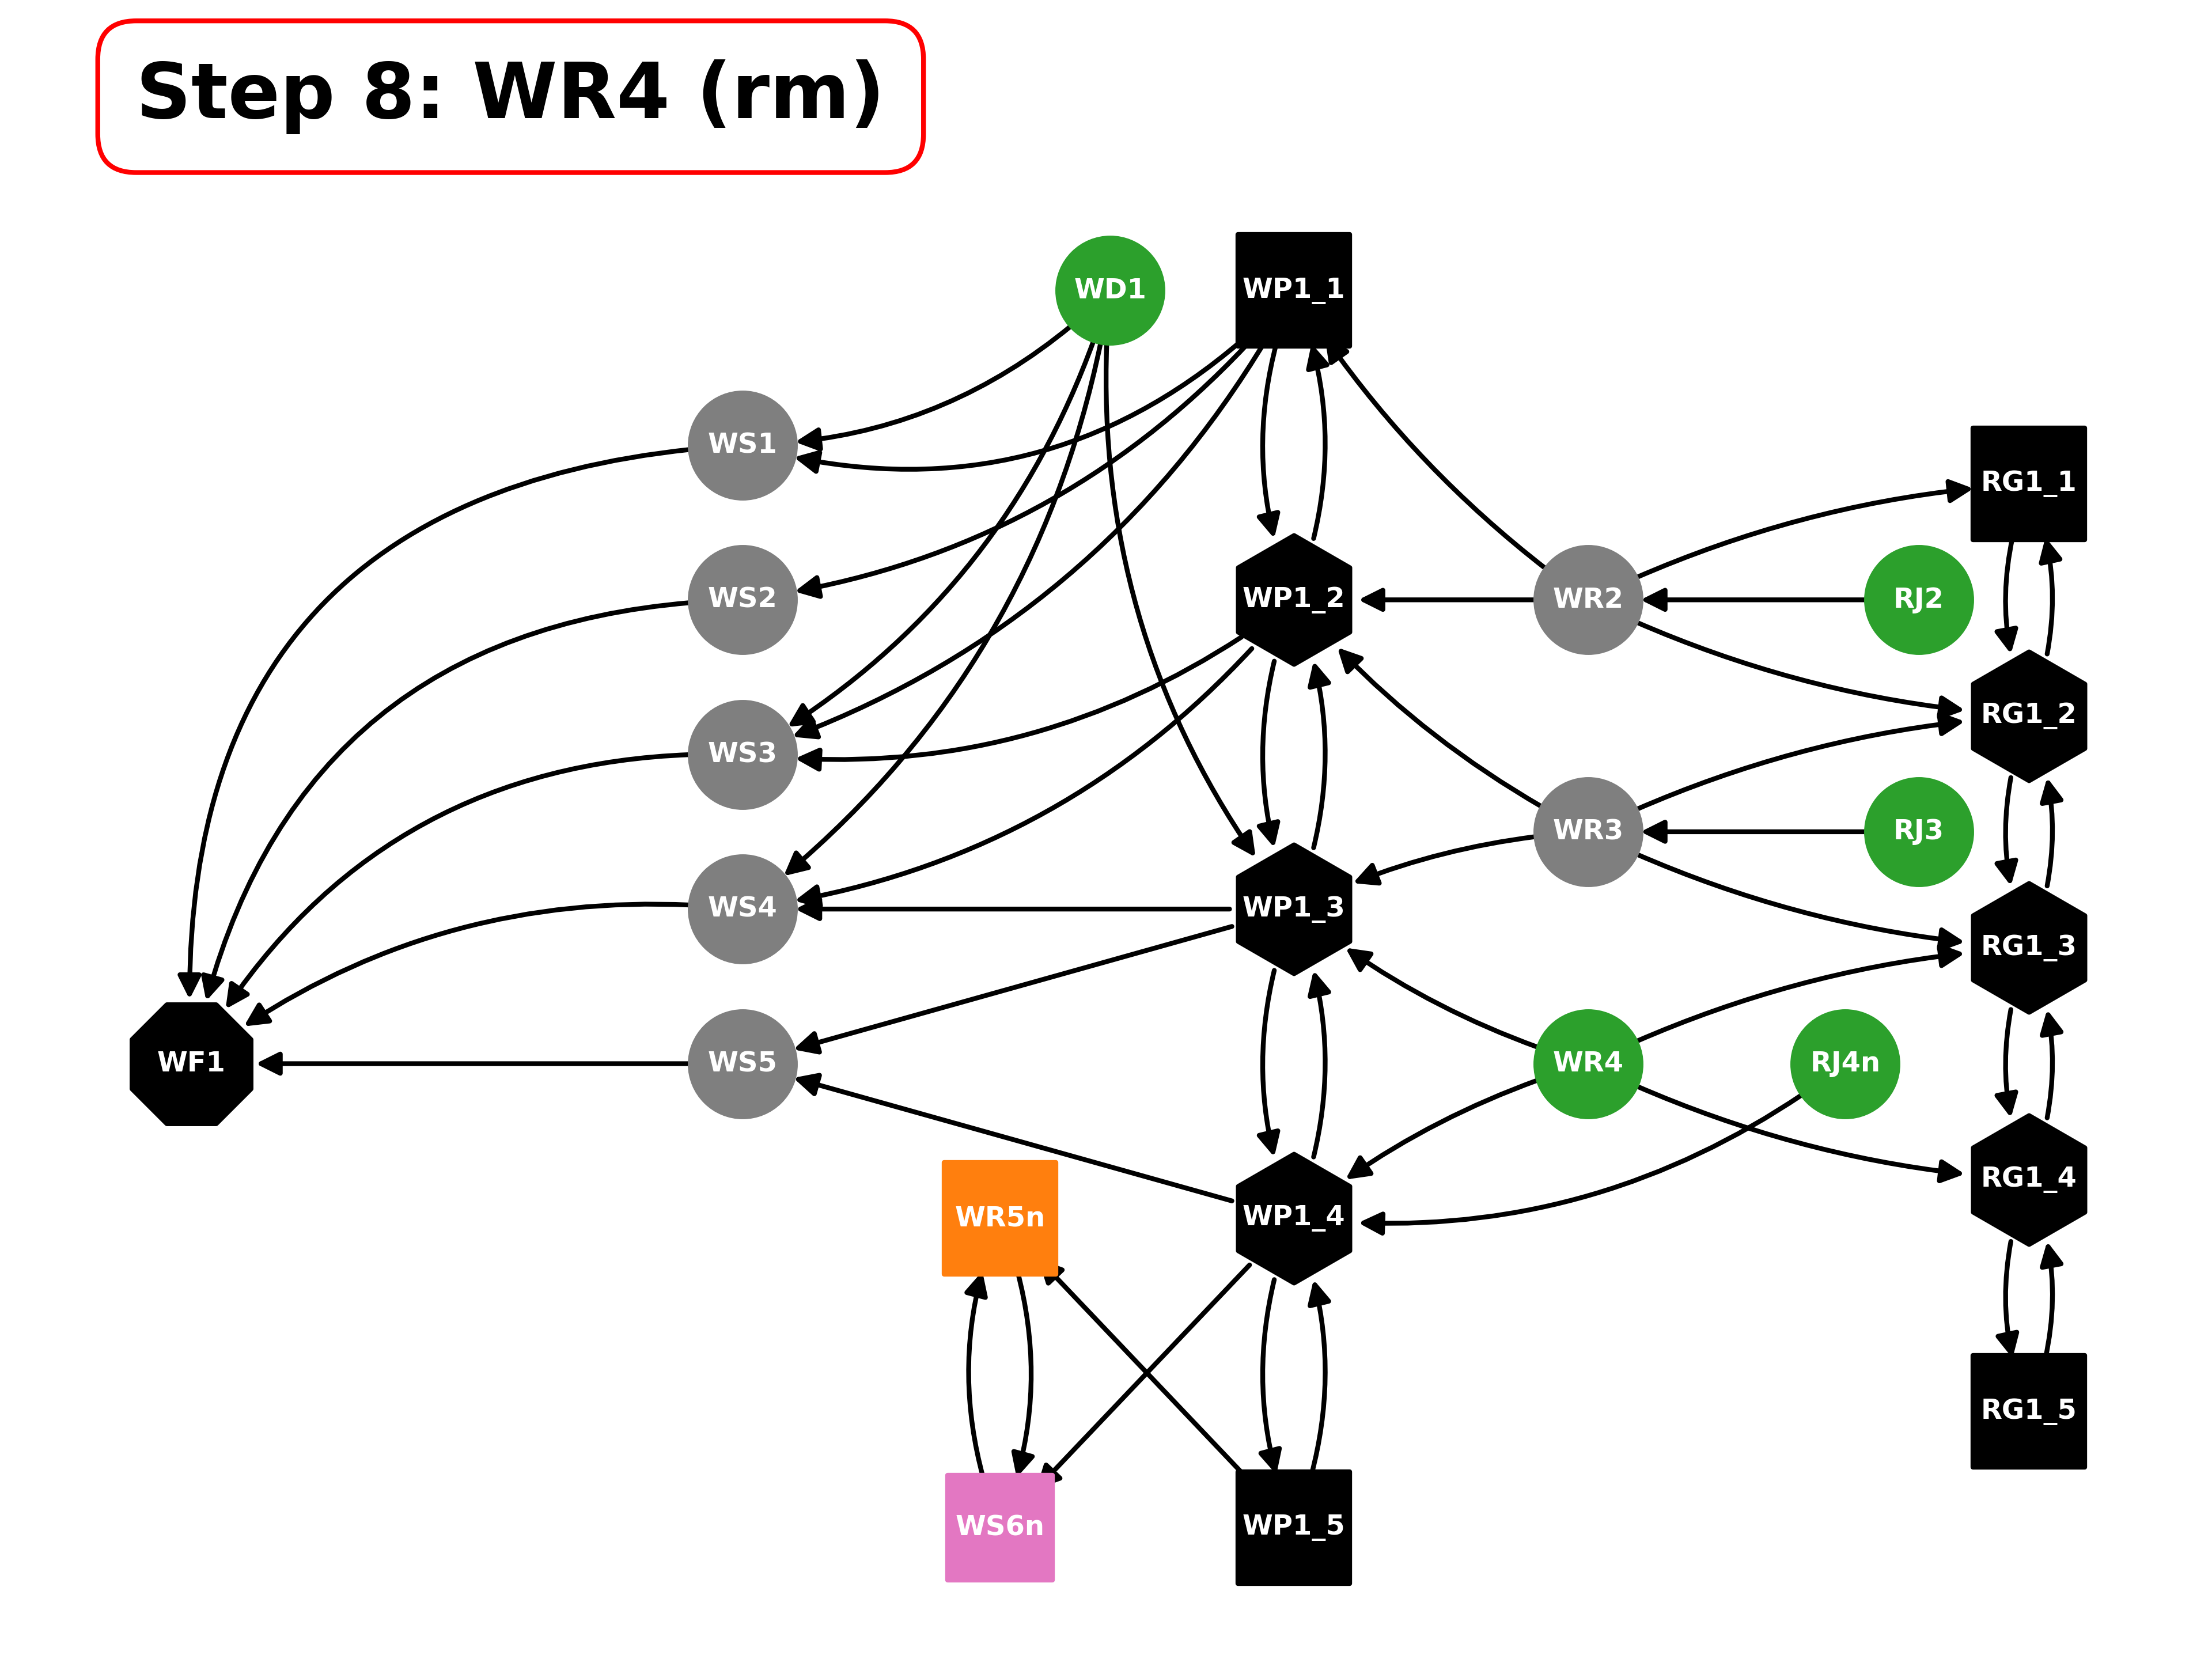 Step 8: WR4 (rm)
WD1
WP1_1
WS1
RG1_1
WS2
WP1_2
WR2
RJ2
RG1_2
WS3
WR3
RJ3
WS4
WP1_3
RG1_3
WF1
WS5
WR4
RJ4n
RG1_4
WR5n
WP1_4
RG1_5
WS6n
WP1_5